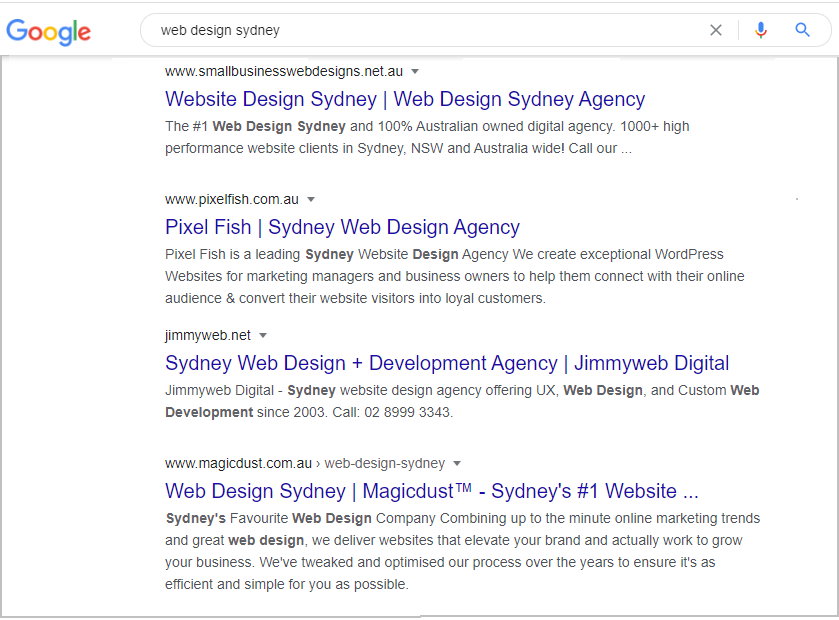 Google
web design sydney
www.smallbusinesswebdesigns.net.au
Website Design Sydney | Web Design Sydney Agency
The #1 Web Design Sydney and 100% Australian owned digital agency. 1000+ high
performance website clients in Sydney, NSW and Australia wide! Call our ...
www.pixelfish.com.au
Pixel Fish | Sydney Web Design Agency
Pixel Fish is a leading Sydney Website Design Agency We create exceptional WordPress
Websites for marketing managers and business owners to help them connect with their online
audience & convert their website visitors into loyal customers.
jimmyweb.net
Sydney Web Design + Development Agency | Jimmyweb Digital
Jimmyweb Digital - Sydney website design agency offering UX, Web Design, and Custom Web
Development since 2003. Call: 02 8999 3343.
www.magicdust.com.au › web-design-sydney
Web Design Sydney | Magicdust™ - Sydney's #1 Website ...
Sydney's Favourite Web Design Company Combining up to the minute online marketing trends
and great web design, we deliver websites that elevate your brand and actually work to grow
your business. We've tweaked and optimised our process over the years to ensure it's as
efficient and simple for you as possible.